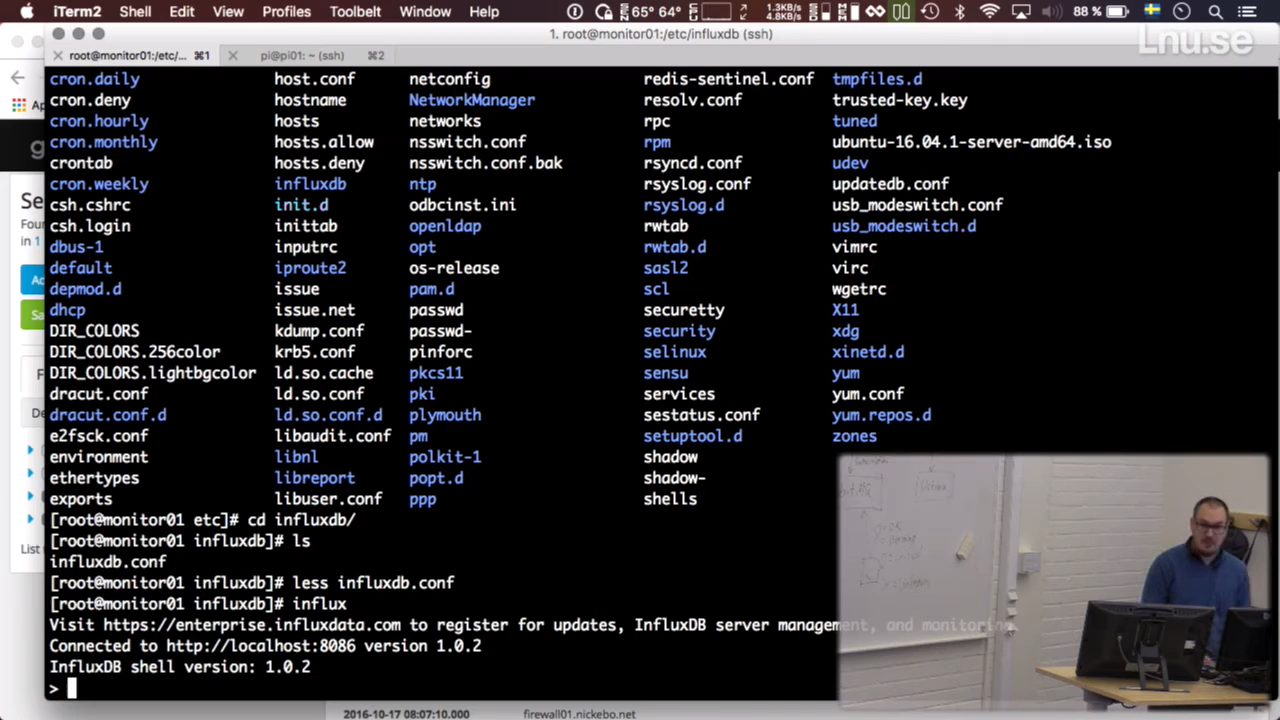 iTerm2 Shell Edit View Profiles Toolbelt Window Help 65° 64° 1.3KB/s 4.8KB/s 88 %
1. root@monitor01:/etc/influxdb (ssh)
Lnu.se
root@monitor01:/etc/... ⌘1 pi@pi01: ~ (ssh) ⌘2
cron.daily host.conf netconfig redis-sentinel.conf tmpfiles.d
cron.deny hostname NetworkManager resolv.conf trusted-key.key
cron.hourly hosts networks rpc tuned
cron.monthly hosts.allow nsswitch.conf rpm ubuntu-16.04.1-server-amd64.iso
crontab hosts.deny nsswitch.conf.bak rsyncd.conf udev
cron.weekly influxdb ntp rsyslog.conf updatedb.conf
csh.cshrc init.d odbcinst.ini rsyslog.d usb_modeswitch.conf
csh.login inittab openldap rwtab usb_modeswitch.d
dbus-1 inputrc opt rwtab.d vimrc
default iproute2 os-release sasl2 virc
depmod.d issue pam.d scl wgetrc
dhcp issue.net passwd securetty X11
DIR_COLORS kdump.conf passwd- security xdg
DIR_COLORS.256color krb5.conf pinforc selinux xinetd.d
DIR_COLORS.lightbgcolor ld.so.cache pkcs11 sensu yum
dracut.conf ld.so.conf pki services yum.conf
dracut.conf.d ld.so.conf.d plymouth sestatus.conf yum.repos.d
e2fsck.conf libaudit.conf pm setuptool.d zones
environment libnl polkit-1 shadow
ethertypes libreport popt.d shadow-
exports libuser.conf ppp shells
[root@monitor01 etc]# cd influxdb/
[root@monitor01 influxdb]# ls
influxdb.conf
[root@monitor01 influxdb]# less influxdb.conf
[root@monitor01 influxdb]# influx
Visit https://enterprise.influxdata.com to register for updates, InfluxDB server management, and monitoring.
Connected to http://localhost:8086 version 1.0.2
InfluxDB shell version: 1.0.2
>
2016-10-17 08:07:10.000 firewall01.nickebo.net